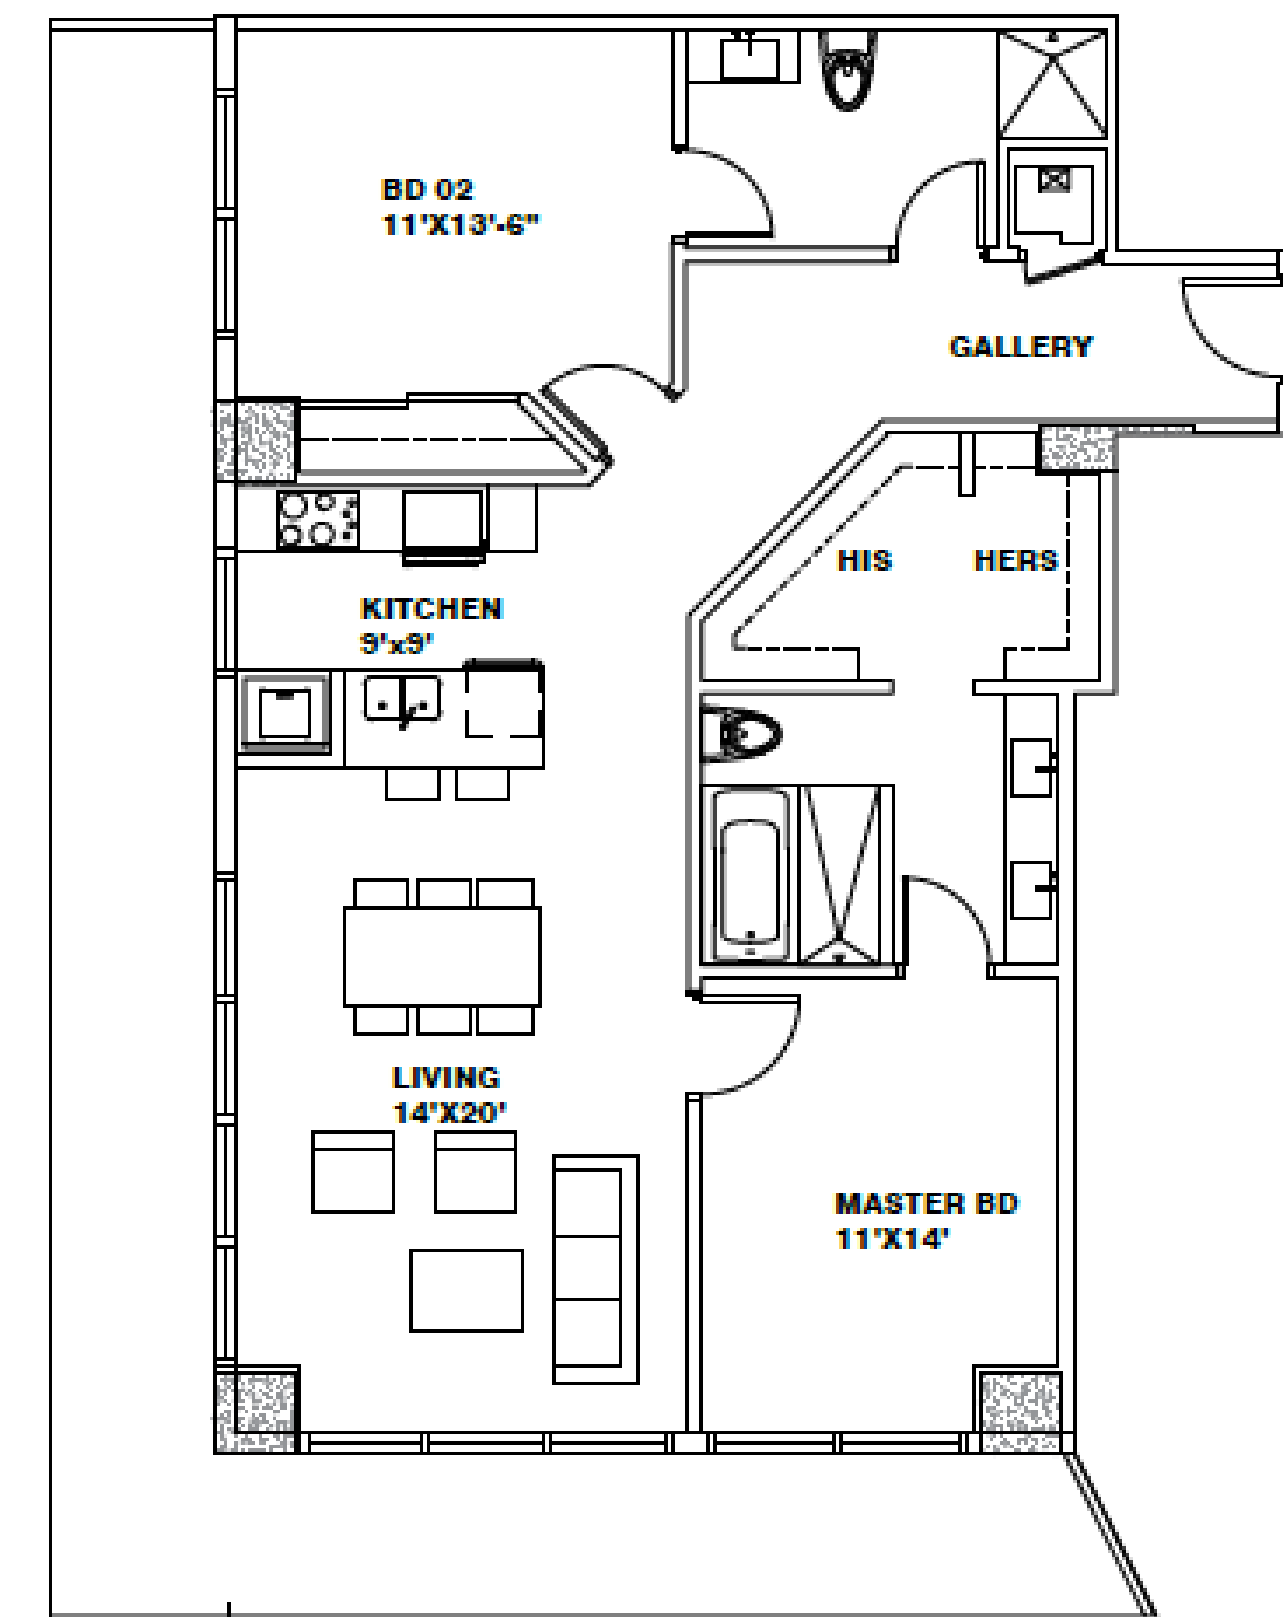 BD 02
11'X13'-6"
GALLERY
HIS
HERS
KITCHEN
9'x9'
LIVING
14'X20'
MASTER BD
11'X14'